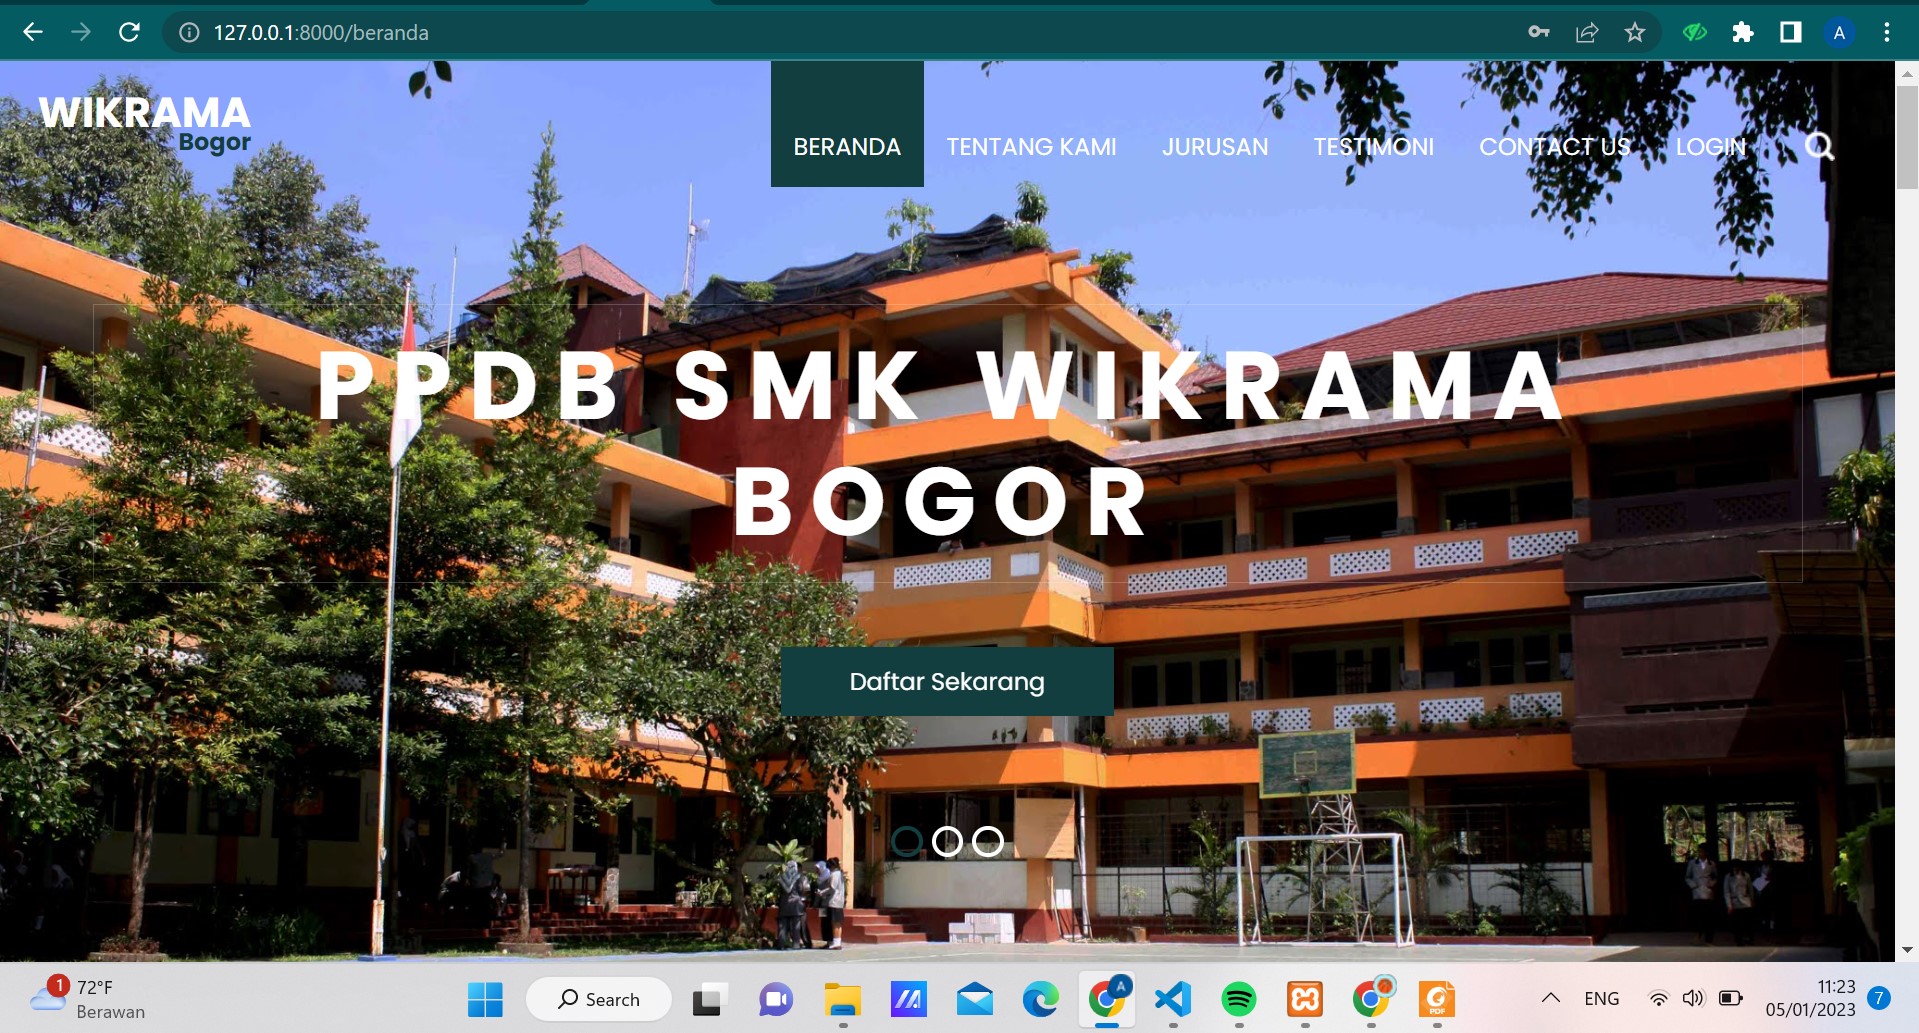 127.0.0.1:8000/beranda
A
WIKRAMA
Bogor
BERANDA
TENTANG KAMI
JURUSAN
TESTIMONI
CONTACT US
LOGIN
PPDB SMK WIKRAMA
BOGOR
Daftar Sekarang
1
72°F
Berawan
Search
A
PDF
ENG
11:23
05/01/2023
7